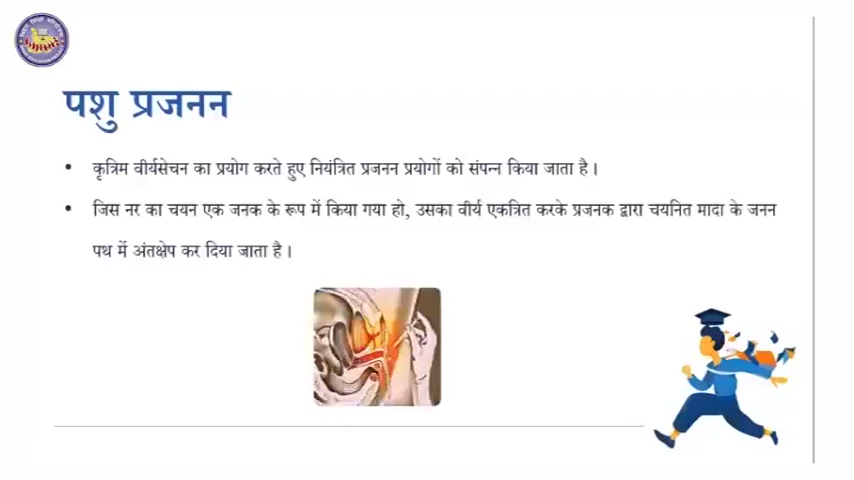 पशु प्रजनन
• कृत्रिम वीर्यसेचन का प्रयोग करते हुए नियंत्रित प्रजनन प्रयोगों को संपन्न किया जाता है।
• जिस नर का चयन एक जनक के रूप में किया गया हो, उसका वीर्य एकत्रित करके प्रजनक द्वारा चयनित मादा के जनन
पथ में अंतक्षेप कर दिया जाता है।